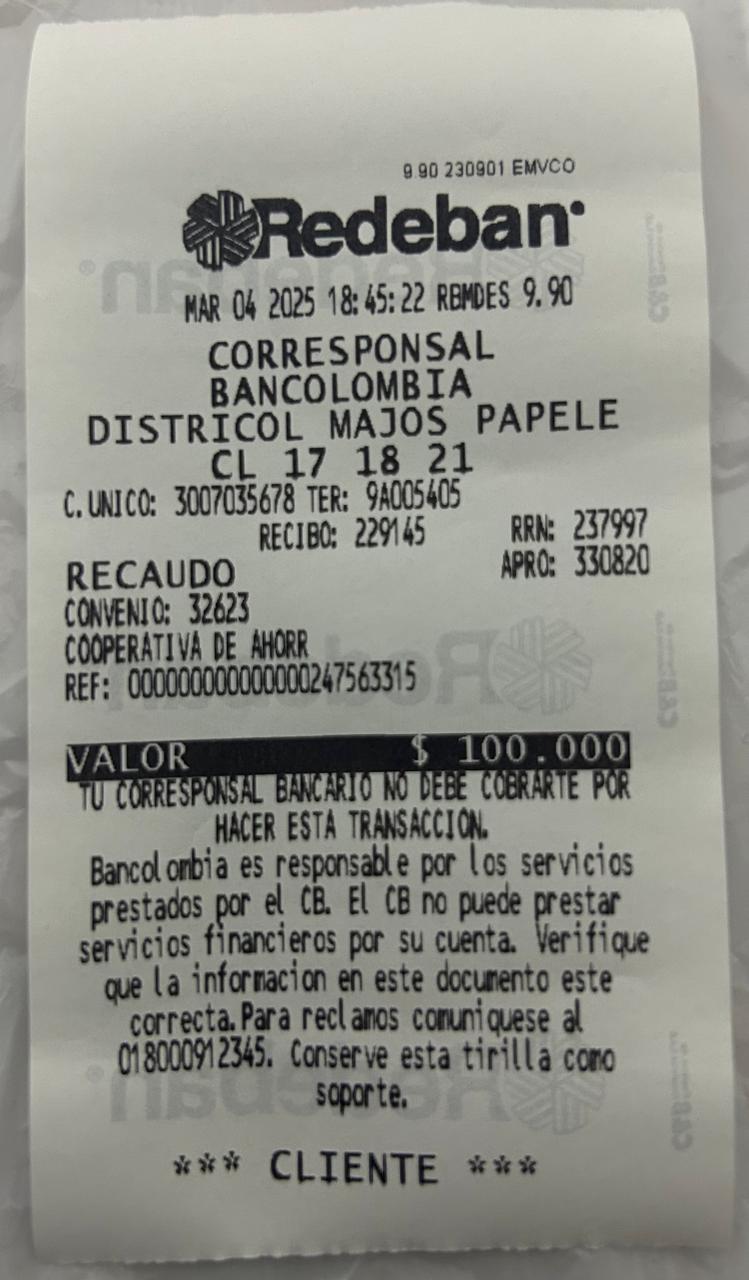 9.90 230901 EMVCO
Redeban
MAR 04 2025 18:45:22 RBMDES 9.90
CORRESPONSAL
BANCOLOMBIA
DISTRICOL MAJOS PAPELE
CL 17 18 21
C.UNICO: 3007035678 TER: 9A005405
RECIBO: 229145 RRN: 237997
RECAUDO APRO: 330820
CONVENIO: 32623
COOPERATIVA DE AHORR
REF: 000000000000000247563315
VALOR $ 100.000
TU CORRESPONSAL BANCARIO NO DEBE COBRARTE POR
HACER ESTA TRANSACCIÓN.
Bancolombia es responsable por los servicios
prestados por el CB. El CB no puede prestar
servicios financieros por su cuenta. Verifique
que la informacion en este documento este
correcta.Para reclamos comuniquese al
018000912345. Conserve esta tirilla como
soporte.
*** CLIENTE ***